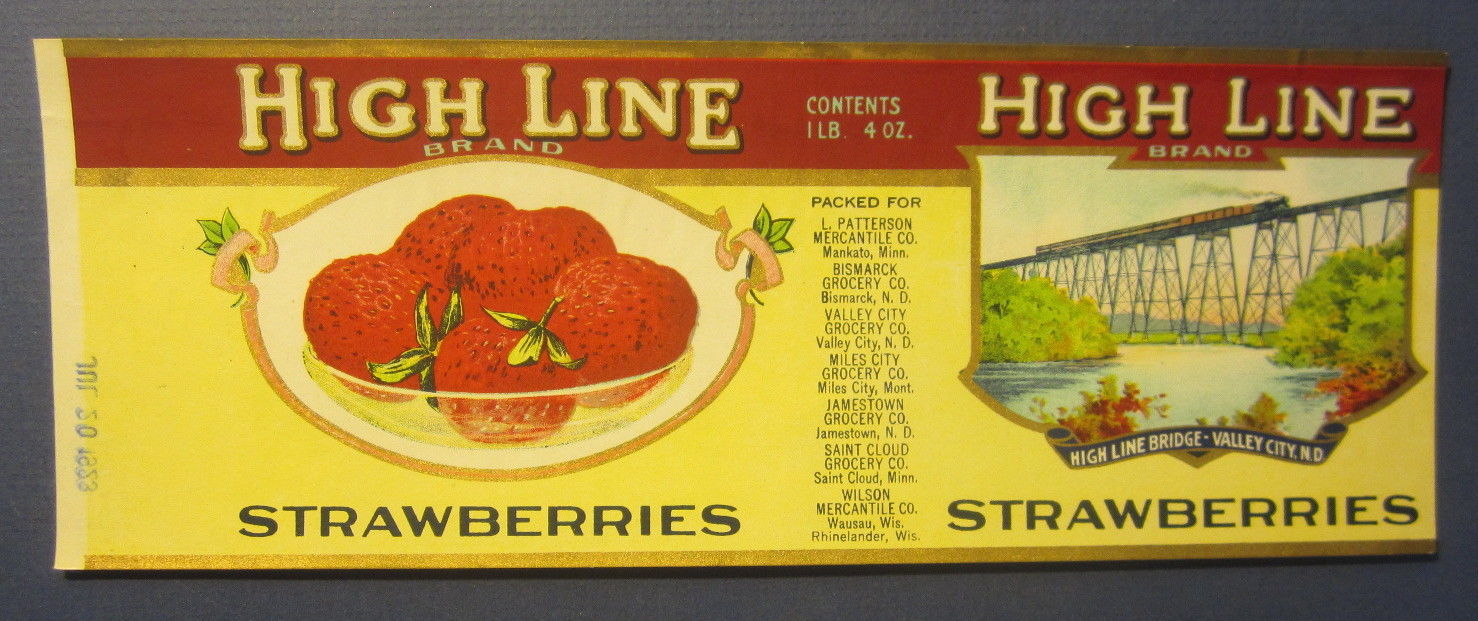 HIGH LINE
BRAND
STRAWBERRIES
CONTENTS
1 LB. 4 OZ.
PACKED FOR
L. PATTERSON
MERCANTILE CO.
Mankato, Minn.
BISMARCK
GROCERY CO.
Bismarck, N. D.
VALLEY CITY
GROCERY CO.
Valley City, N. D.
MILES CITY
GROCERY CO.
Miles City, Mont.
JAMESTOWN
GROCERY CO.
Jamestown, N. D.
SAINT CLOUD
GROCERY CO.
Saint Cloud, Minn.
WILSON
MERCANTILE CO.
Wausau, Wis.
Rhinelander, Wis.
HIGH LINE
BRAND
HIGH LINE BRIDGE - VALLEY CITY, N.D.
STRAWBERRIES
JUL 20 1923